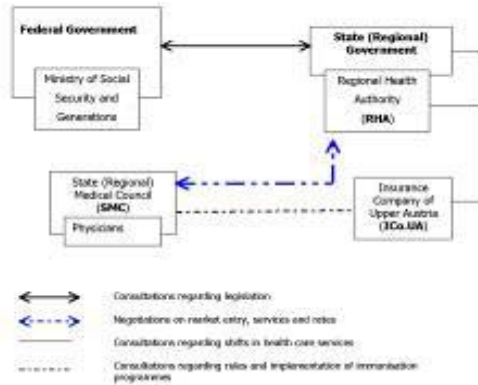 Federal Government
State (Regional)
Government
Ministry of Social
Security and
Generations
Regional Health
Authority
(RHA)
State (Regional)
Medical Council
(SMC)
Physicians
Insurance
Company of
Upper Austria
(ICo.UA)
Consultations regarding legislation
Negotiations on market entry, services and rates
Consultations regarding shifts in health care services
Consultations regarding rules and implementation of immunisation
programmes